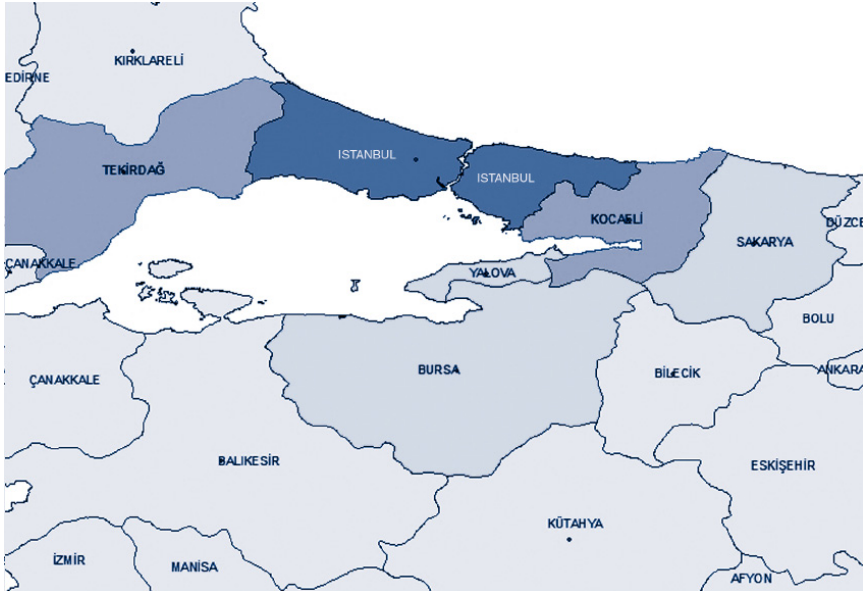 KIRKLARELİ
EDİRNE
ISTANBUL
TEKİRDAĞ
ISTANBUL
KOCAELİ
DÜZCE
SAKARYA
ÇANAKKALE
YALOVA
BOLU
BURSA
BİLECİK
ANKARA
ÇANAKKALE
BALIKESİR
ESKİŞEHİR
KÜTAHYA
İZMİR
MANİSA
AFYON